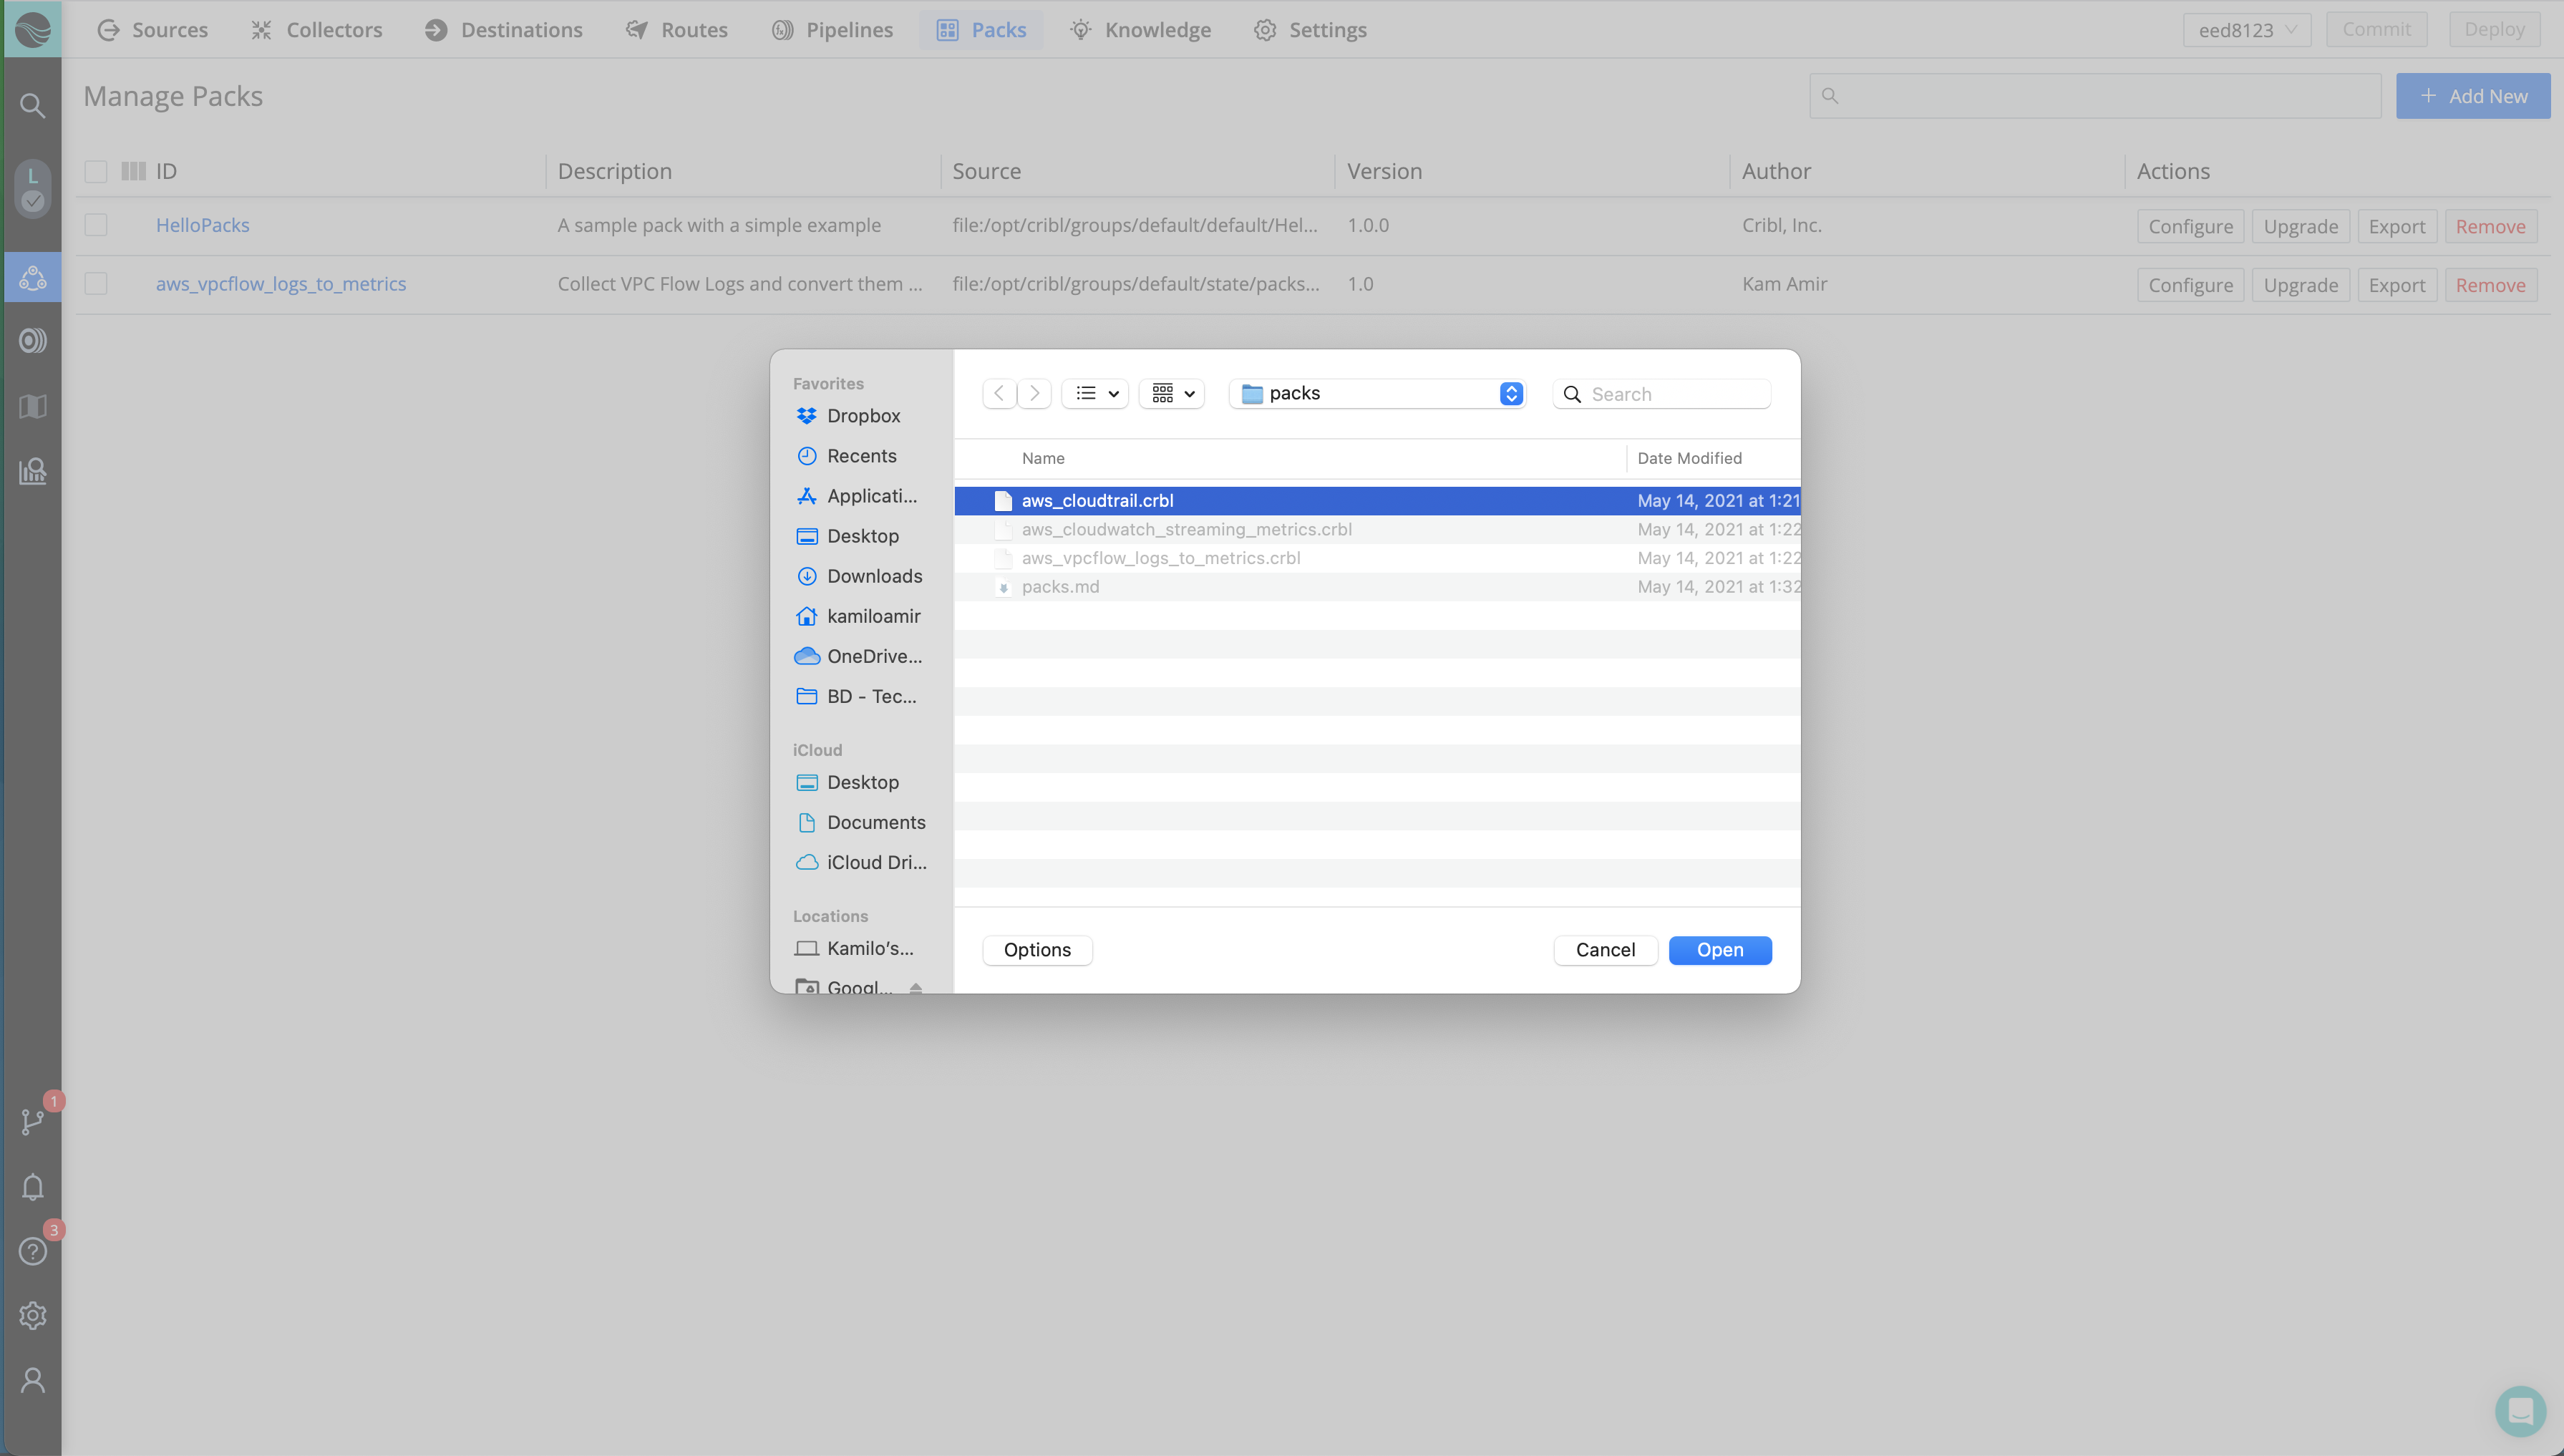 Sources Collectors Destinations Routes Pipelines Packs Knowledge Settings eed8123 Commit Deploy
Manage Packs
Add New
L
ID Description Source Version Author Actions
HelloPacks A sample pack with a simple example file:/opt/cribl/groups/default/default/Hel... 1.0.0 Cribl, Inc. Configure Upgrade Export Remove
aws_vpcflow_logs_to_metrics Collect VPC Flow Logs and convert them ... file:/opt/cribl/groups/default/state/packs... 1.0 Kam Amir Configure Upgrade Export Remove
Favorites
Dropbox
Recents
Applicati...
Desktop
Downloads
kamiloamir
OneDrive...
BD - Tec...
iCloud
Desktop
Documents
iCloud Dri...
Locations
Kamilo's...
Googl...
packs
Search
Name Date Modified
aws_cloudtrail.crbl May 14, 2021 at 1:21
aws_cloudwatch_streaming_metrics.crbl May 14, 2021 at 1:22
aws_vpcflow_logs_to_metrics.crbl May 14, 2021 at 1:22
packs.md May 14, 2021 at 1:32
Options Cancel Open
1
3